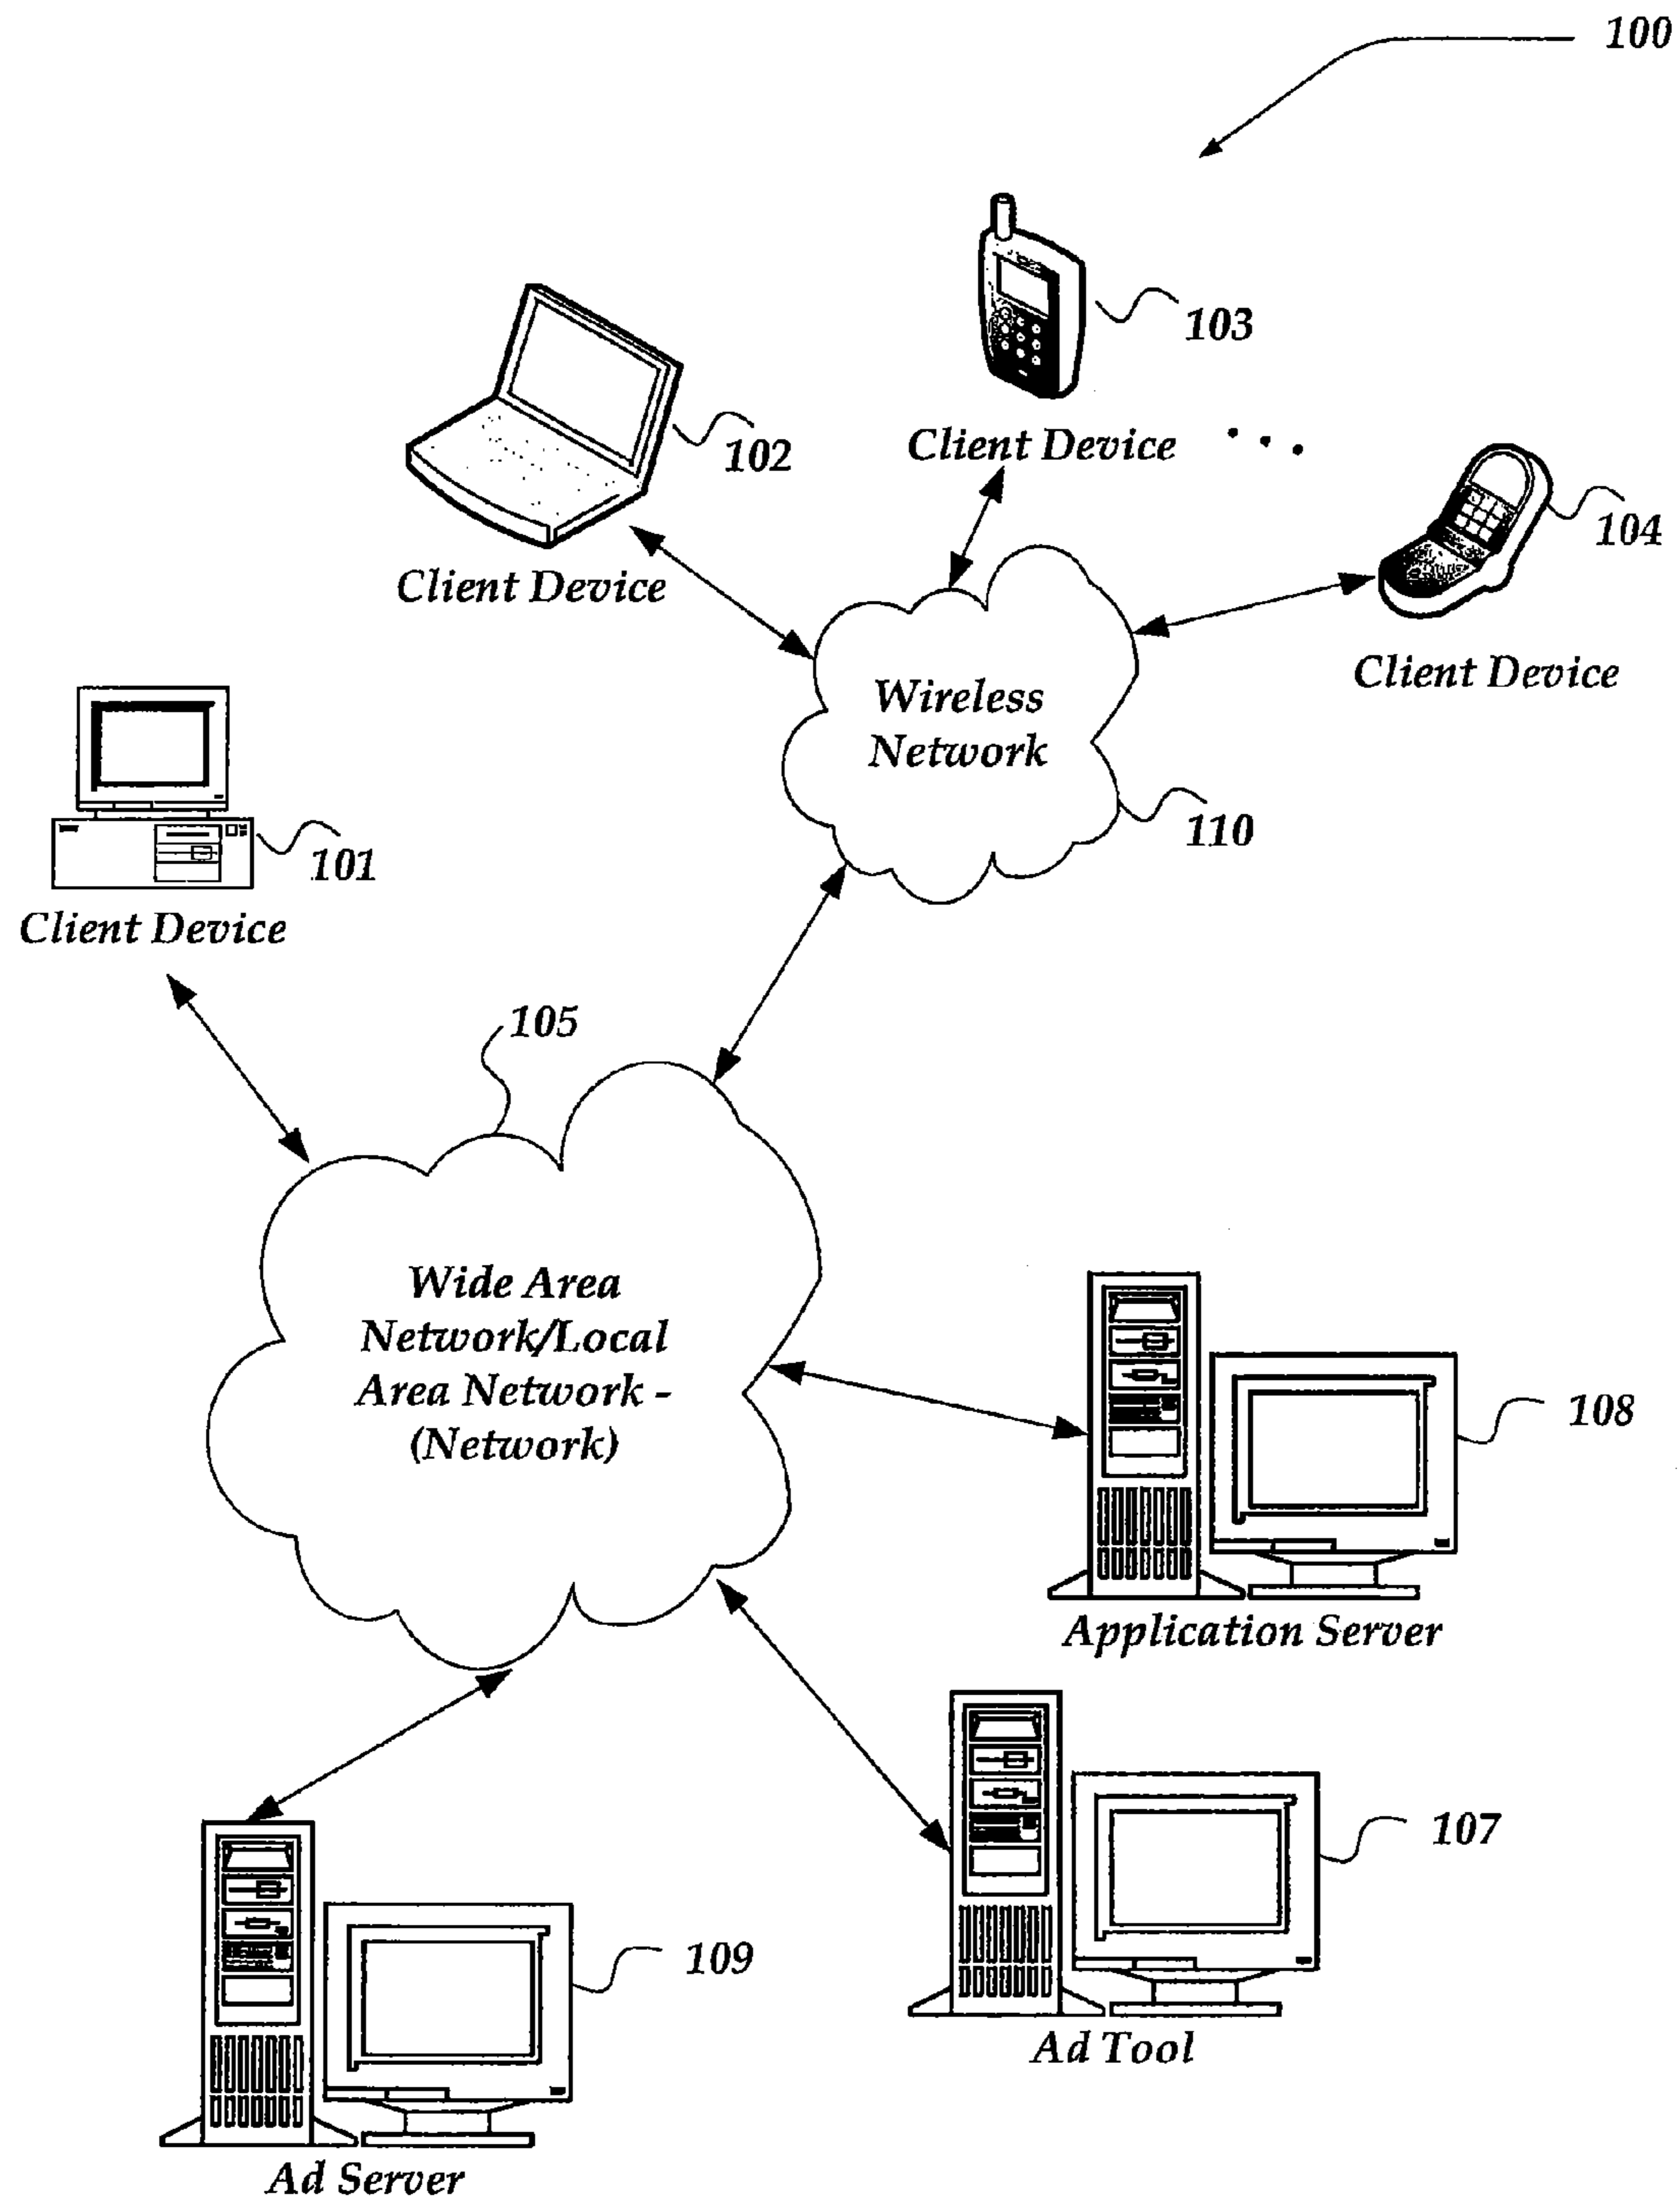 100
103
Client Device
102
104
Client Device
Client Device
Wireless
Network
110
101
Client Device
105
Wide Area
Network/Local
Area Network -
(Network)
108
Application Server
107
109
Ad Tool
Ad Server